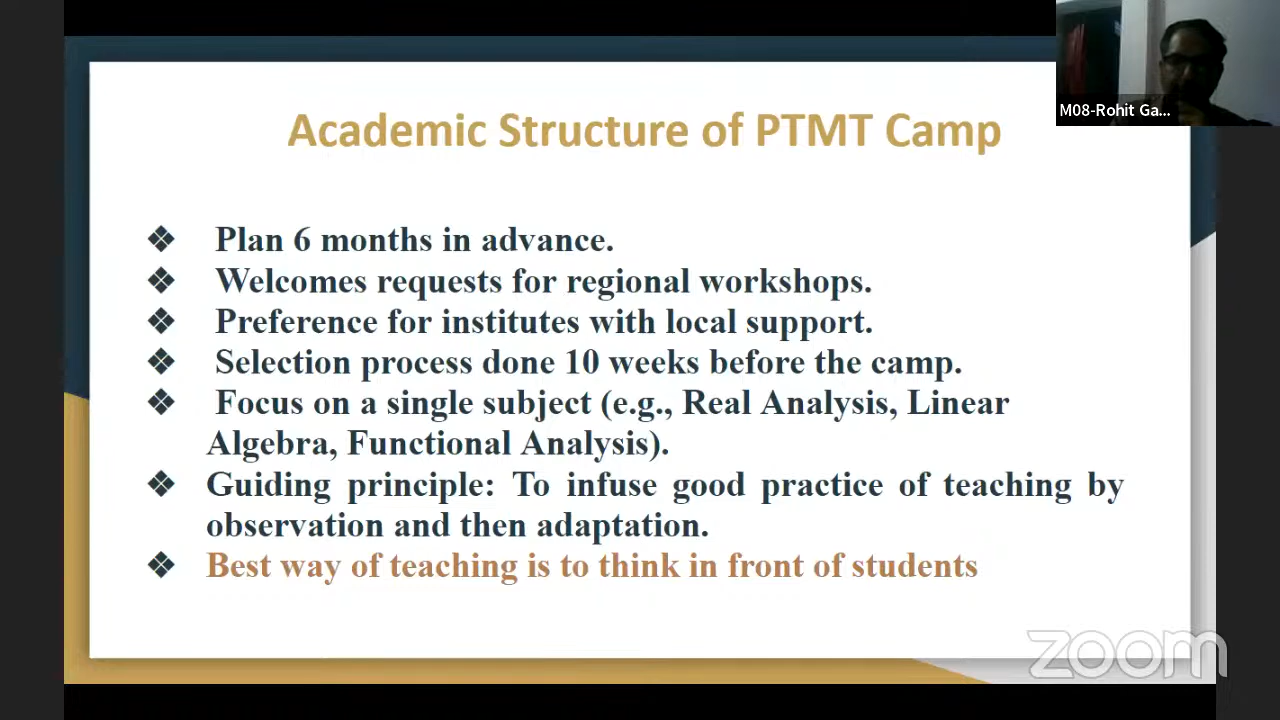 M08-Rohit Ga...
Academic Structure of PTMT Camp
❖ Plan 6 months in advance.
❖ Welcomes requests for regional workshops.
❖ Preference for institutes with local support.
❖ Selection process done 10 weeks before the camp.
❖ Focus on a single subject (e.g., Real Analysis, Linear
Algebra, Functional Analysis).
❖ Guiding principle: To infuse good practice of teaching by
observation and then adaptation.
❖ Best way of teaching is to think in front of students
zoom